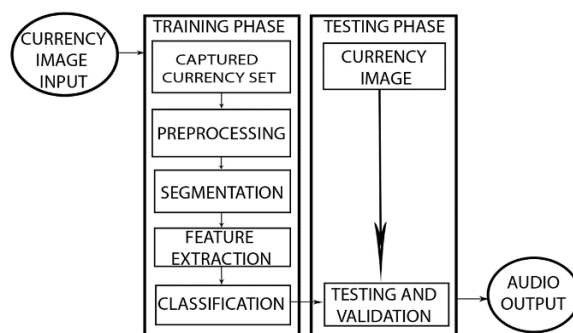 CURRENCY
IMAGE
INPUT
TRAINING PHASE
CAPTURED
CURRENCY SET
PREPROCESSING
SEGMENTATION
FEATURE
EXTRACTION
CLASSIFICATION
TESTING PHASE
CURRENCY
IMAGE
TESTING AND
VALIDATION
AUDIO
OUTPUT